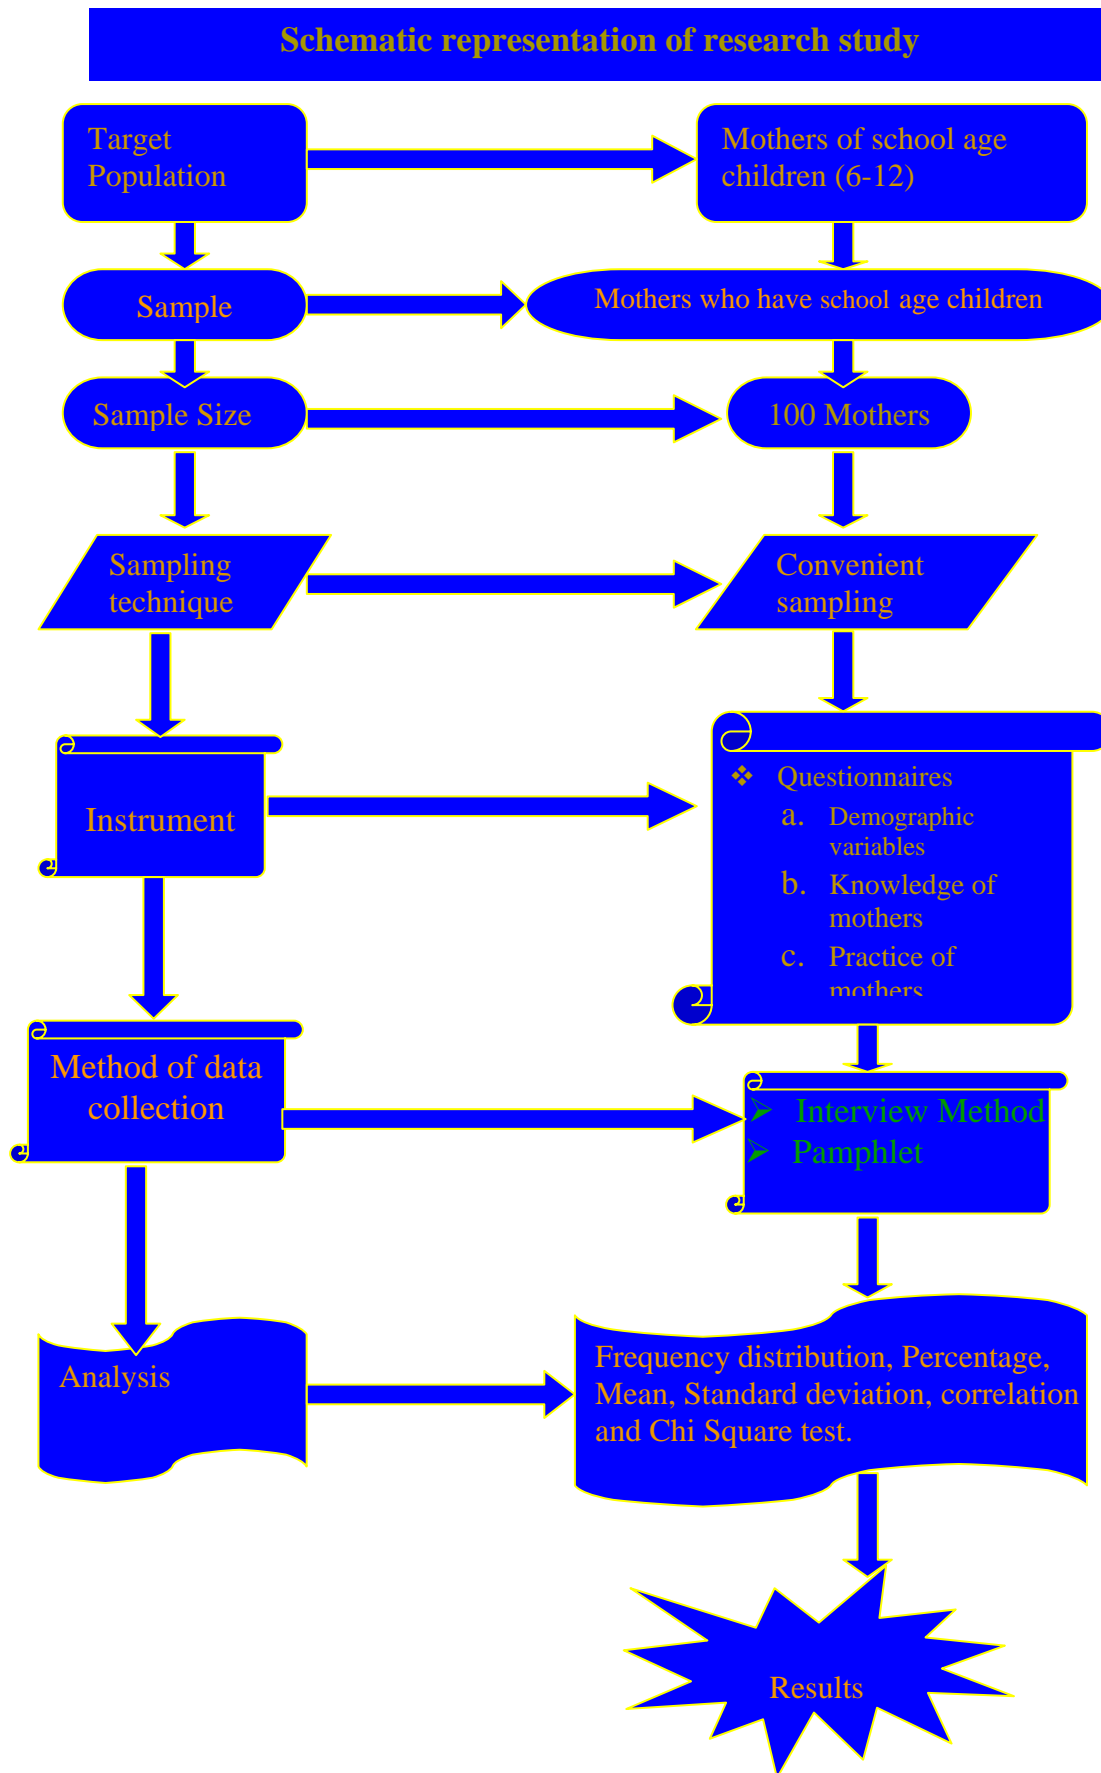 Schematic representation of research study
Target
Population
Mothers of school age
children (6-12)
Sample
Mothers who have school age children
Sample Size
100 Mothers
Sampling
technique
Convenient
sampling
Instrument
❖ Questionnaires
a. Demographic
variables
b. Knowledge of
mothers
c. Practice of
mothers
Method of data
collection
➢ Interview Method
➢ Pamphlet
Analysis
Frequency distribution, Percentage,
Mean, Standard deviation, correlation
and Chi Square test.
Results